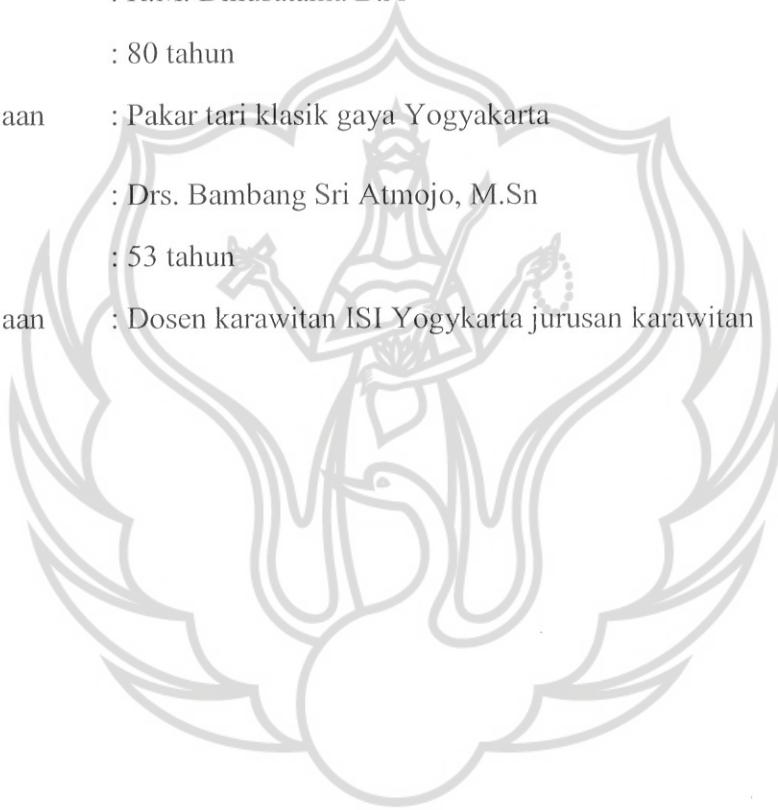 : 80 tahun
aan : Pakar tari klasik gaya Yogyakarta
: Drs. Bambang Sri Atmojo, M.Sn
: 53 tahun
aan : Dosen karawitan ISI Yogykarta jurusan karawitan